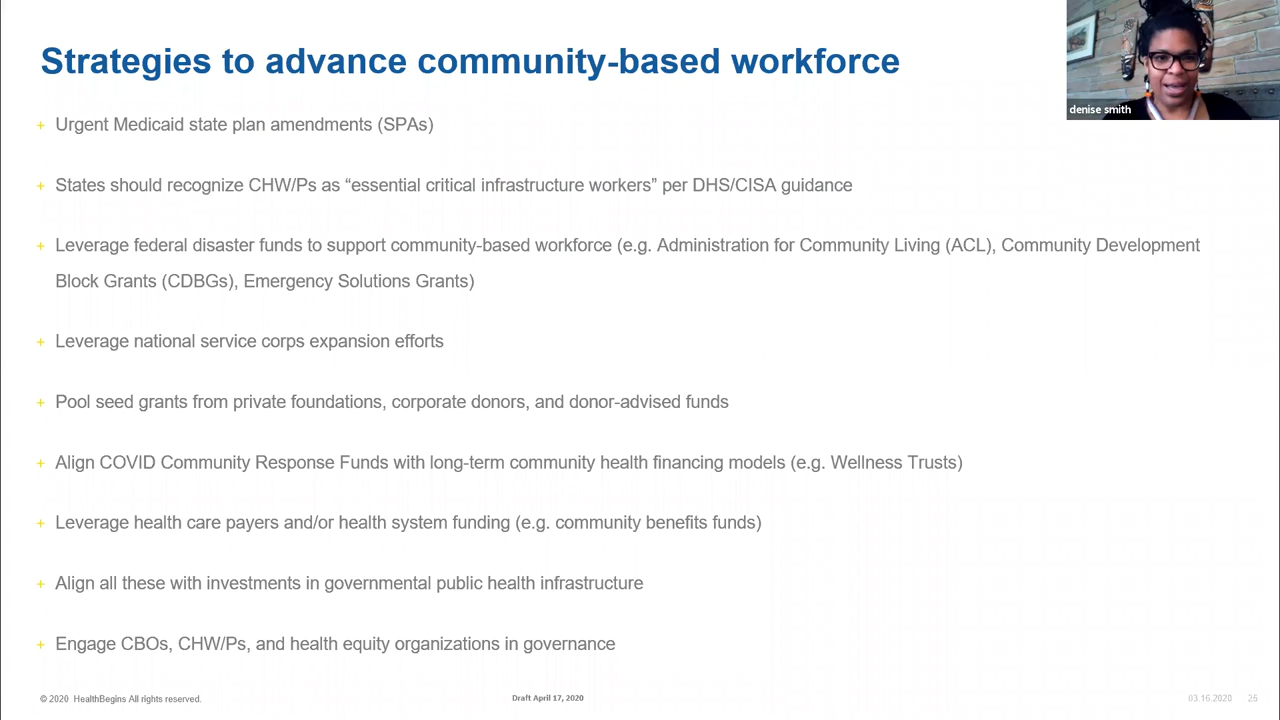 Strategies to advance community-based workforce
denise smith
+ Urgent Medicaid state plan amendments (SPAs)
+ States should recognize CHW/Ps as “essential critical infrastructure workers” per DHS/CISA guidance
+ Leverage federal disaster funds to support community-based workforce (e.g. Administration for Community Living (ACL), Community Development
Block Grants (CDBGs), Emergency Solutions Grants)
+ Leverage national service corps expansion efforts
+ Pool seed grants from private foundations, corporate donors, and donor-advised funds
+ Align COVID Community Response Funds with long-term community health financing models (e.g. Wellness Trusts)
+ Leverage health care payers and/or health system funding (e.g. community benefits funds)
+ Align all these with investments in governmental public health infrastructure
+ Engage CBOs, CHW/Ps, and health equity organizations in governance
© 2020 HealthBegins All rights reserved.
Draft April 17, 2020
03.16.2020 25